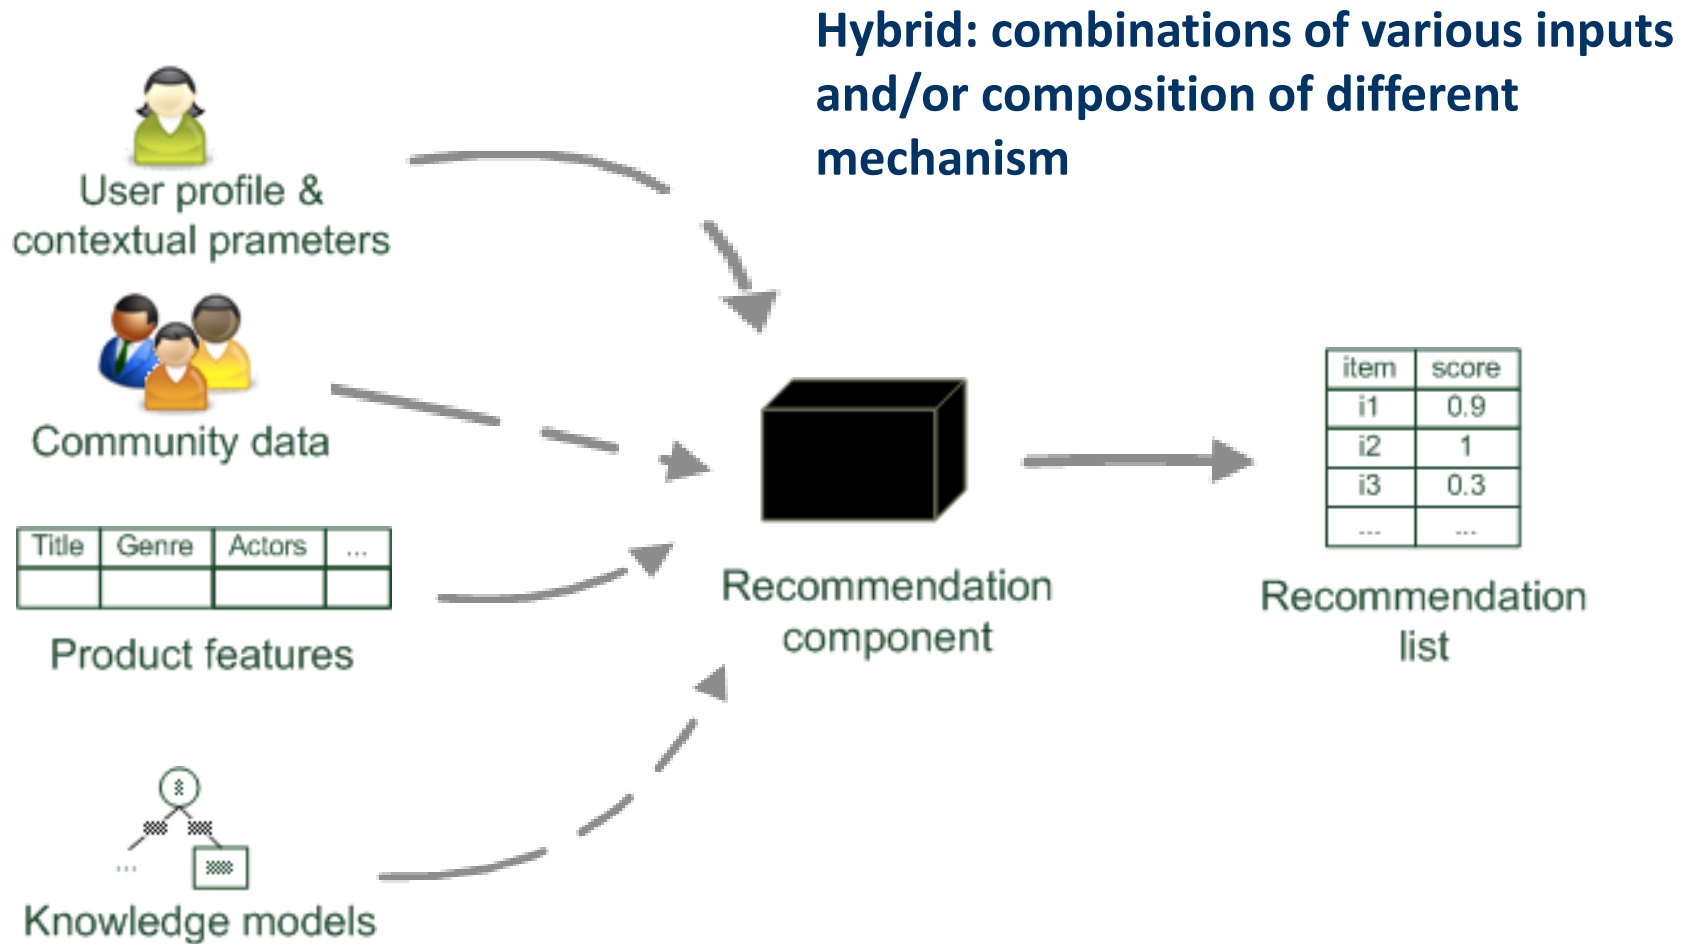 Hybrid: combinations of various inputs
and/or composition of different
mechanism
User profile &
contextual prameters
Community data
Title Genre Actors ...
Product features
Knowledge models
...
Recommendation
component
item score
i1 0.9
i2 1
i3 0.3
... ...
Recommendation
list